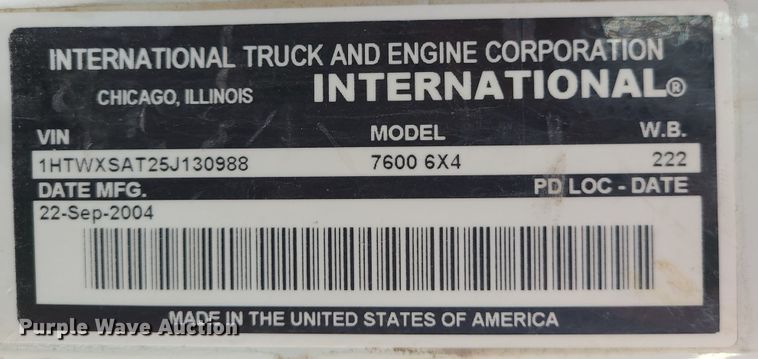 INTERNATIONAL TRUCK AND ENGINE CORPORATION
CHICAGO, ILLINOIS INTERNATIONAL®
VIN MODEL W.B.
1HTWXSAT25J130988 7600 6X4 222
DATE MFG. PD LOC - DATE
22-Sep-2004
MADE IN THE UNITED STATES OF AMERICA
Purple Wave Auction